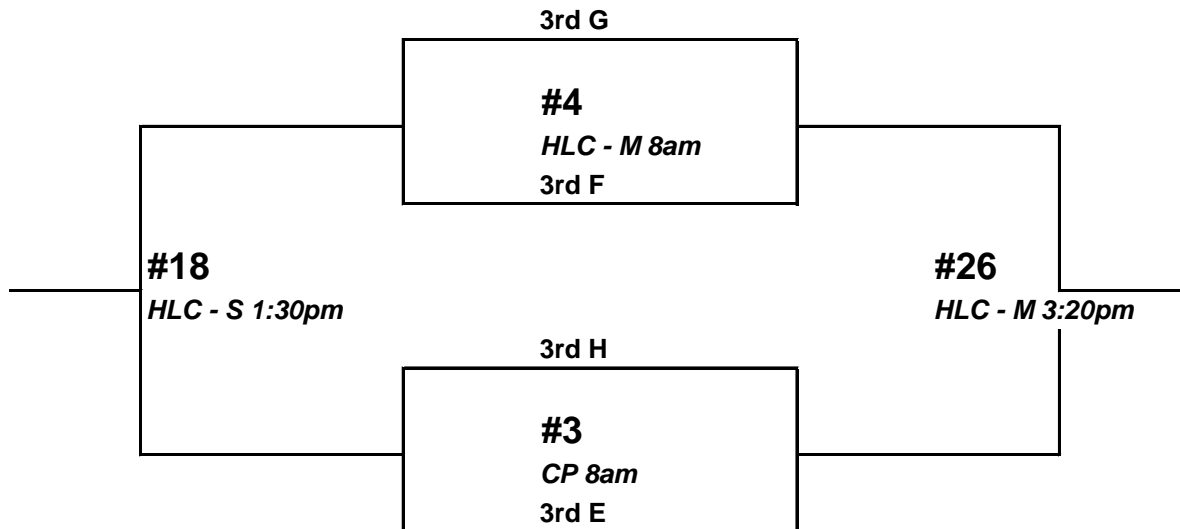 3rd G
#4
HLC - M 8am
3rd F
#18
HLC - S 1:30pm
#26
HLC - M 3:20pm
3rd H
#3
CP 8am
3rd E